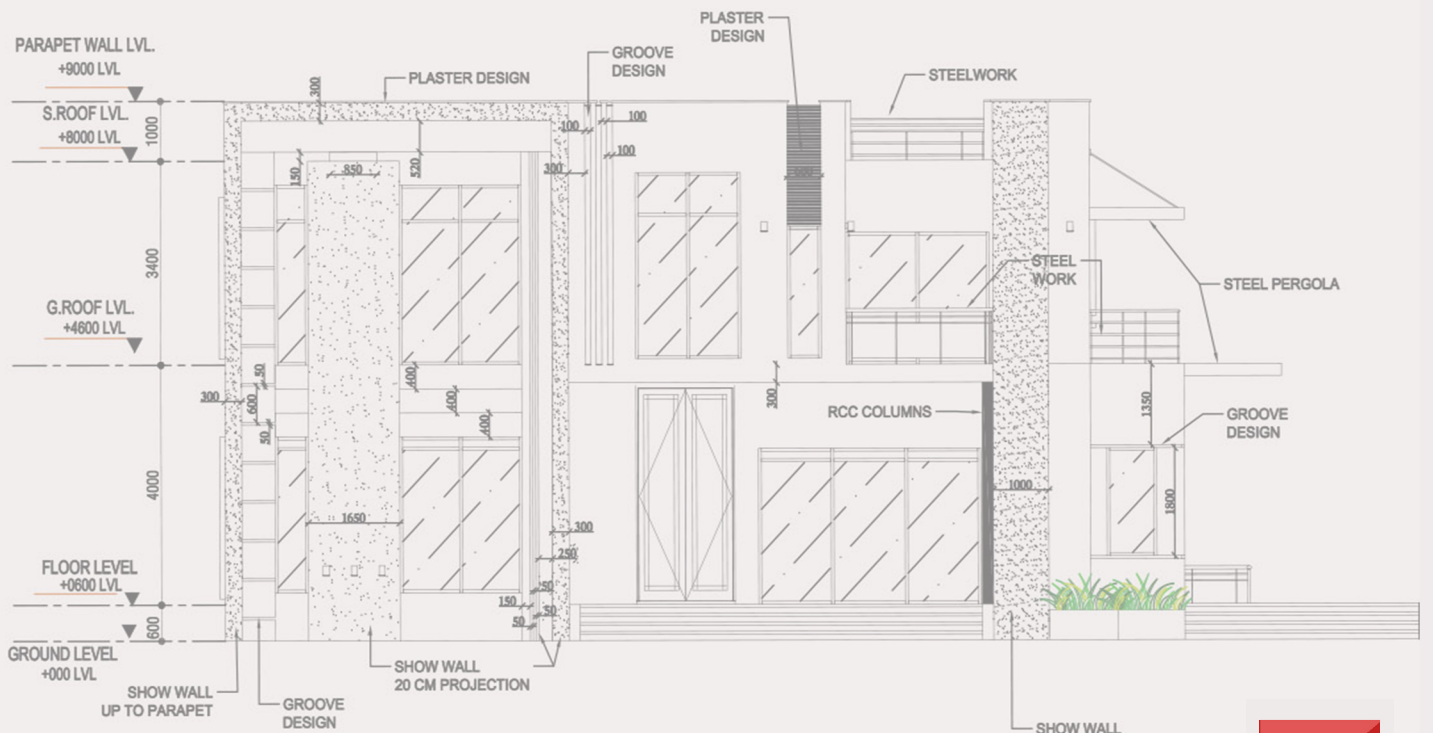 PLASTER
DESIGN
PARAPET WALL LVL.
+9000 LVL
GROOVE
DESIGN
PLASTER DESIGN
STEELWORK
300
S.ROOF LVL.
+8000 LVL
1000
100
100
100
520
150
850
300
600
3400
STEEL
WORK
STEEL PERGOLA
G.ROOF LVL.
+4600 LVL
50
400
300
600
400
300
1350
RCC COLUMNS
GROOVE
DESIGN
50
400
4000
1000
1800
1650
300
250
FLOOR LEVEL
+0600 LVL
50
150
50
50
600
GROUND LEVEL
+000 LVL
SHOW WALL
UP TO PARAPET
GROOVE
DESIGN
SHOW WALL
20 CM PROJECTION
SHOW WALL